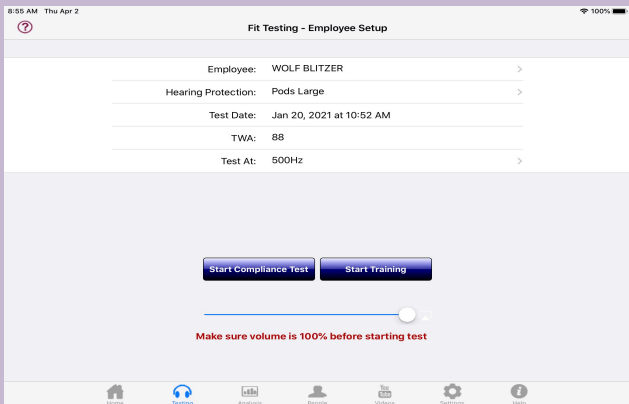 8:55 AM Thu Apr 2 100%
?
Fit Testing - Employee Setup
Employee: WOLF BLITZER
Hearing Protection: Pods Large
Test Date: Jan 20, 2021 at 10:52 AM
TWA: 88
Test At: 500Hz
Start Compliance Test Start Training
Make sure volume is 100% before starting test
You
Tube
Home Testing Analysis People Videos Settings Help